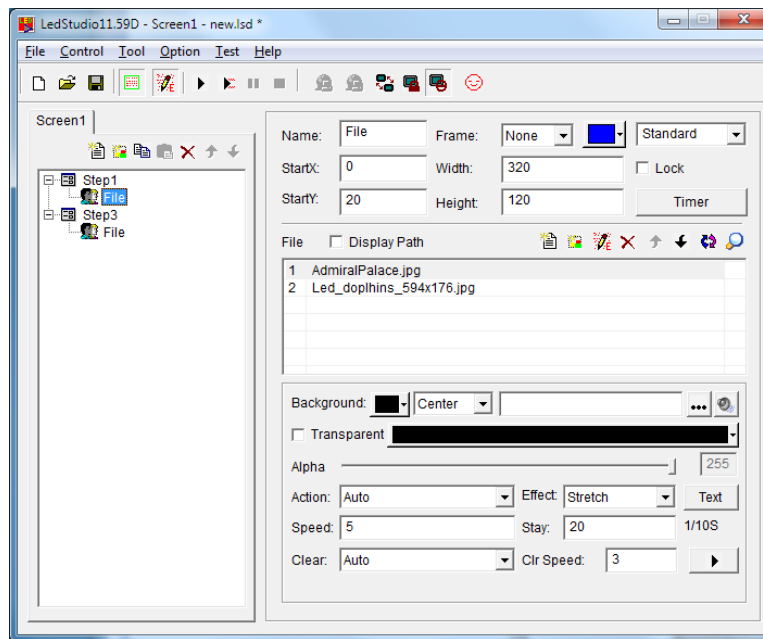 LedStudio11.59D - Screen1 - new.lsd *
File Control Tool Option Test Help
Screen1
Step1
File
Step3
File
Name: File Frame: None Standard
StartX: 0 Width: 320 Lock
StartY: 20 Height: 120 Timer
File Display Path
1 AdmiralPalace.jpg
2 Led_doplhins_594x176.jpg
Background: Center ...
Transparent
Alpha 255
Action: Auto Effect: Stretch Text
Speed: 5 Stay: 20 1/10S
Clear: Auto Clr Speed: 3